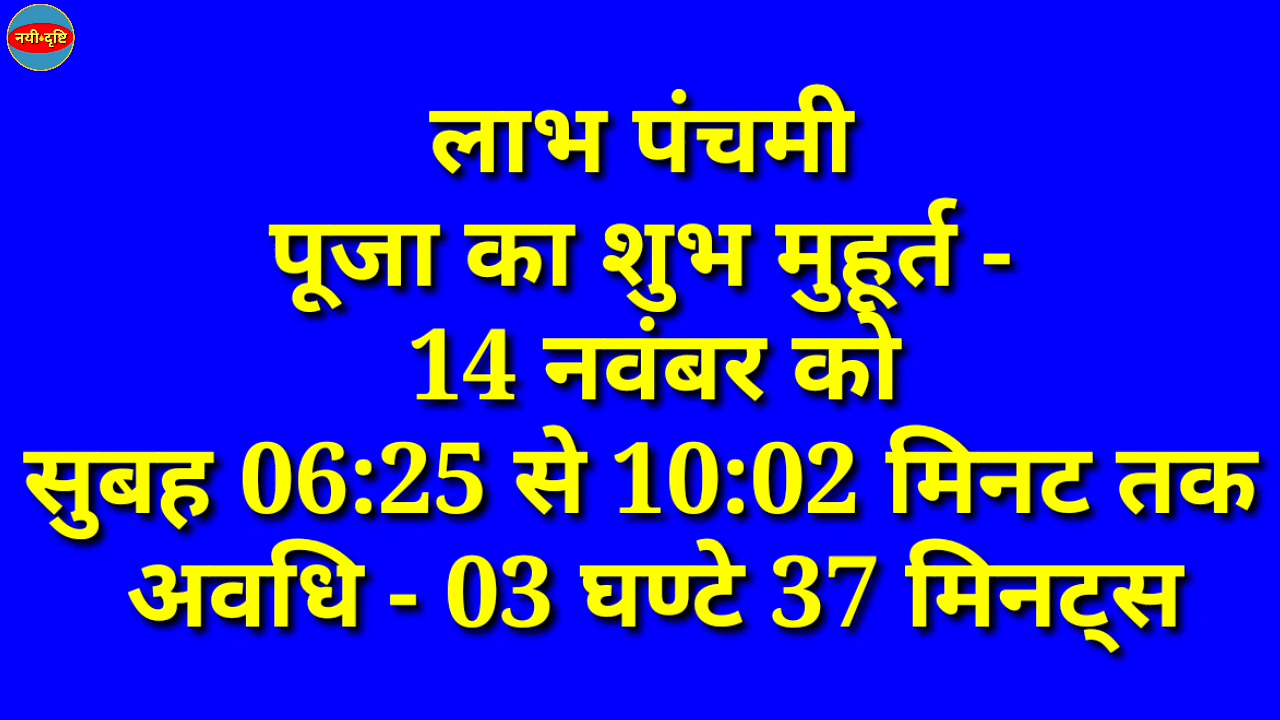 नयी•दृष्टि
लाभ पंचमी
पूजा का शुभ मुहूर्त -
14 नवंबर को
सुबह 06:25 से 10:02 मिनट तक
अवधि - 03 घण्टे 37 मिनट्स